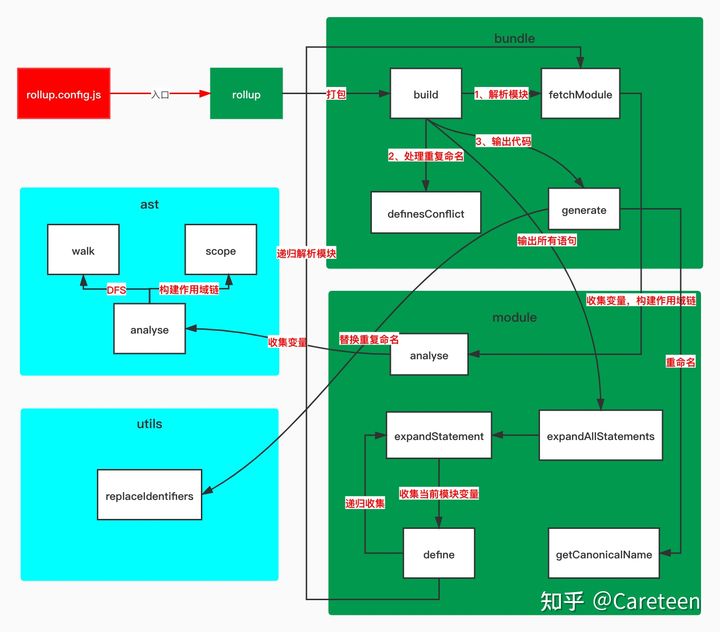 bundle
rollup.config.js
入口
rollup
打包
build
1、解析模块
fetchModule
3、输出代码
2、处理重复命名
definesConflict
generate
ast
walk
scope
输出所有语句
递归解析模块
DFS
构建作用域链
收集变量，构建作用域链
analyse
module
收集变量
替换重复命名
analyse
重命名
utils
expandStatement
expandAllStatements
replaceIdentifiers
收集当前模块变量
递归收集
define
getCanonicalName
知乎 @Careteen